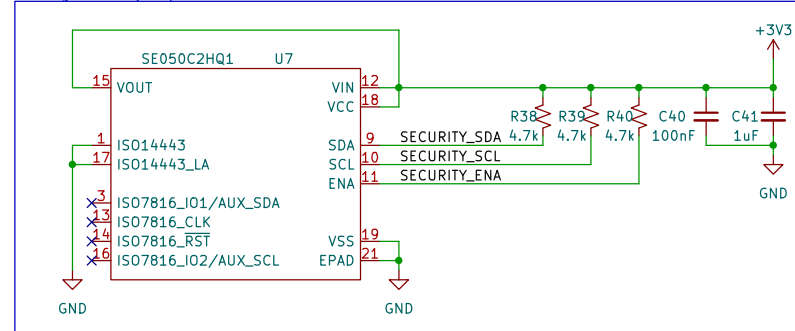 +3V3
SE050C2HQ1 U7
15 VOUT VIN 12
VCC 18
R38 R39 R40 C40 C41
4.7k 4.7k 4.7k 100nF 1uF
1 ISO14443 SDA 9 SECURITY_SDA
17 ISO14443_LA SCL 10 SECURITY_SCL
ENA 11 SECURITY_ENA
GND
3 ISO7816_IO1/AUX_SDA
13 ISO7816_CLK
14 ISO7816_RST VSS 19
16 ISO7816_IO2/AUX_SCL EPAD 21
GND GND